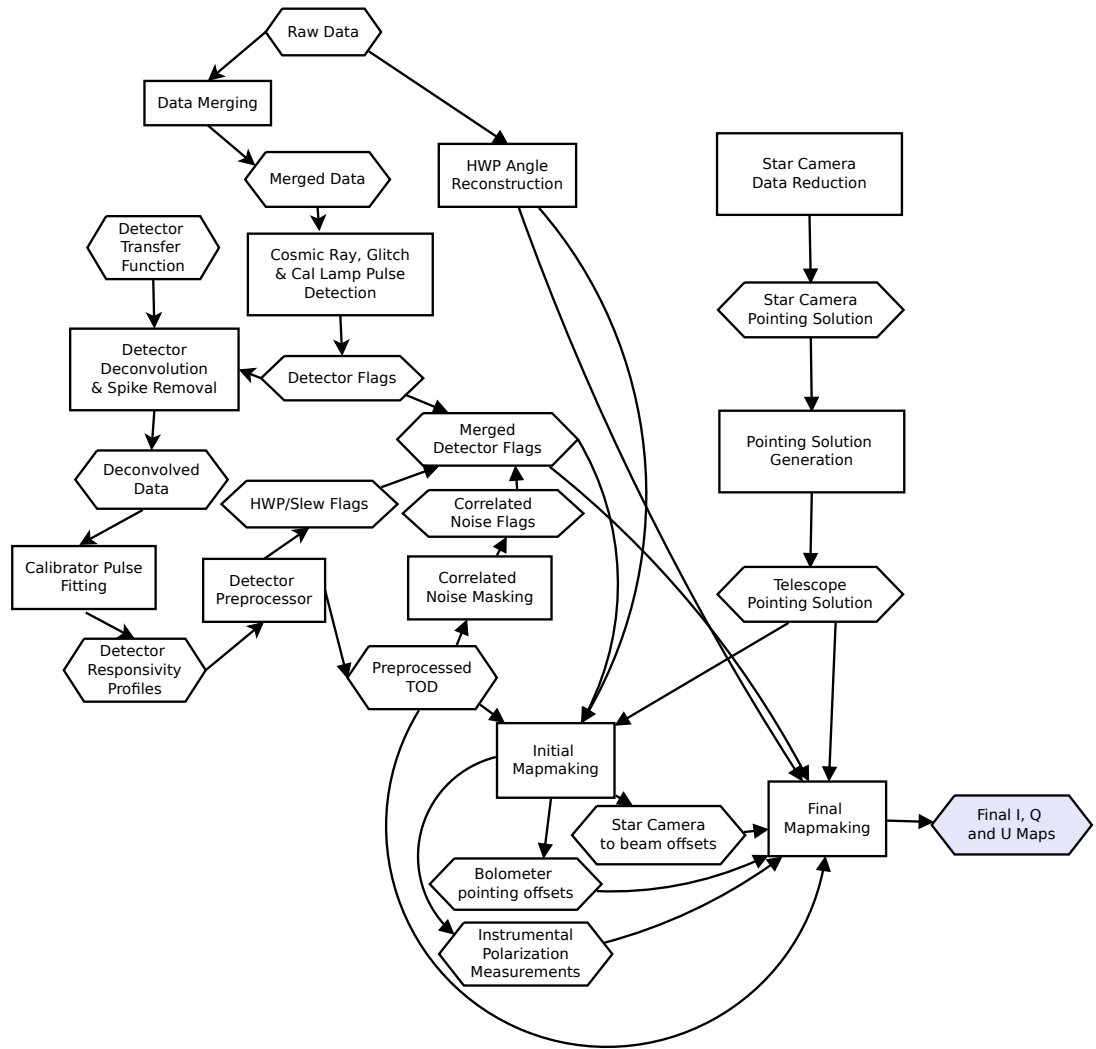 Raw Data
Data Merging
HWP Angle
Reconstruction
Star Camera
Data Reduction
Merged Data
Detector
Transfer
Function
Cosmic Ray, Glitch
& Cal Lamp Pulse
Detection
Star Camera
Pointing Solution
Detector
Deconvolution
& Spike Removal
Detector Flags
Merged
Detector Flags
Pointing Solution
Generation
Deconvolved
Data
HWP/Slew Flags
Correlated
Noise Flags
Calibrator Pulse
Fitting
Detector
Preprocessor
Correlated
Noise Masking
Telescope
Pointing Solution
Detector
Responsivity
Profiles
Preprocessed
TOD
Initial
Mapmaking
Star Camera
to beam offsets
Final
Mapmaking
Final I, Q
and U Maps
Bolometer
pointing offsets
Instrumental
Polarization
Measurements